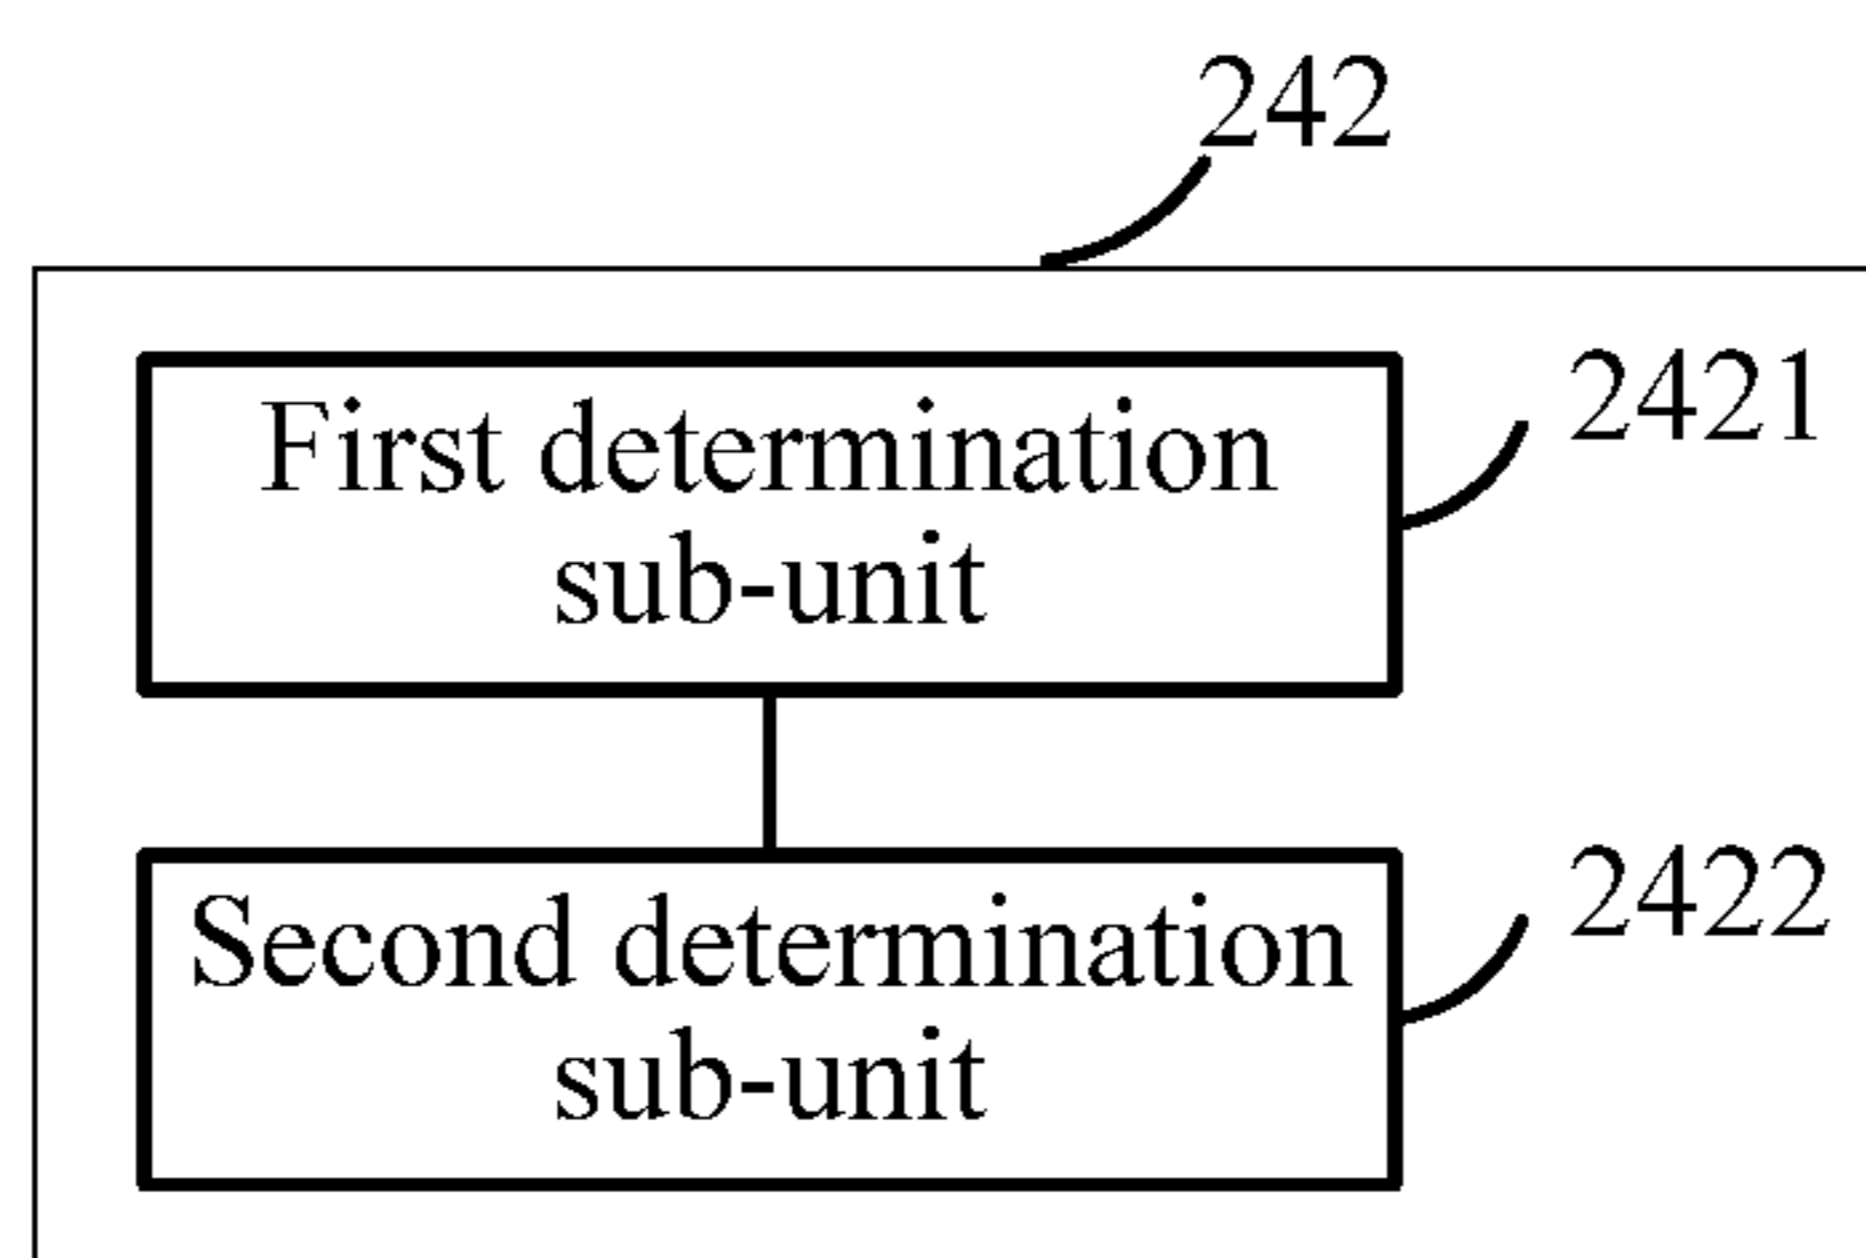 242
First determination
sub-unit
2421
Second determination
sub-unit
2422